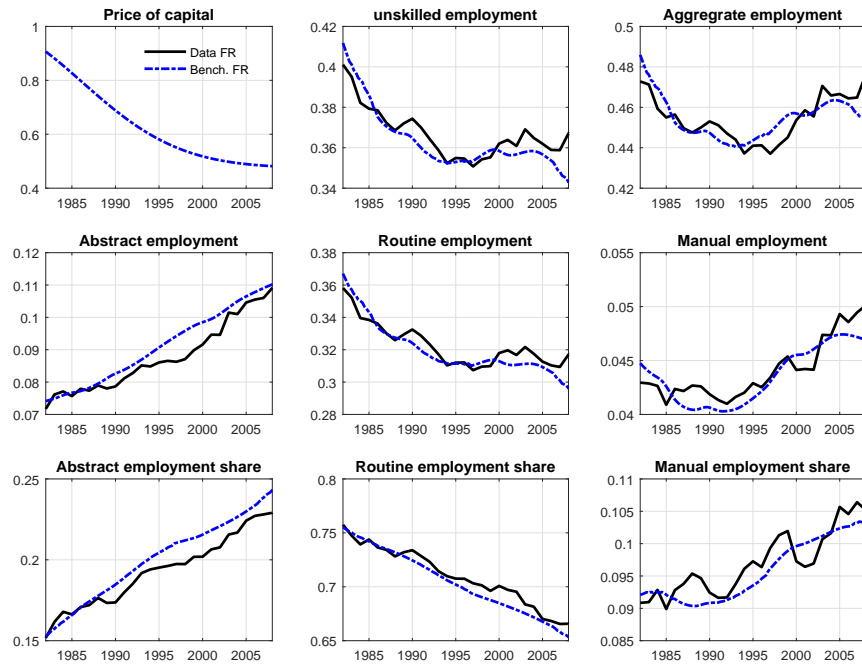 Price of capital
unskilled employment
Aggregrate employment
1
0.8
0.6
0.4
Data FR
Bench. FR
1985 1990 1995 2000 2005
0.42
0.4
0.38
0.36
0.34
1985 1990 1995 2000 2005
0.5
0.48
0.46
0.44
0.42
1985 1990 1995 2000 2005
Abstract employment
Routine employment
Manual employment
0.12
0.11
0.1
0.09
0.08
0.07
1985 1990 1995 2000 2005
0.38
0.36
0.34
0.32
0.3
0.28
1985 1990 1995 2000 2005
0.055
0.05
0.045
0.04
1985 1990 1995 2000 2005
Abstract employment share
Routine employment share
Manual employment share
0.25
0.2
0.15
1985 1990 1995 2000 2005
0.8
0.75
0.7
0.65
1985 1990 1995 2000 2005
0.11
0.105
0.1
0.095
0.09
0.085
1985 1990 1995 2000 2005